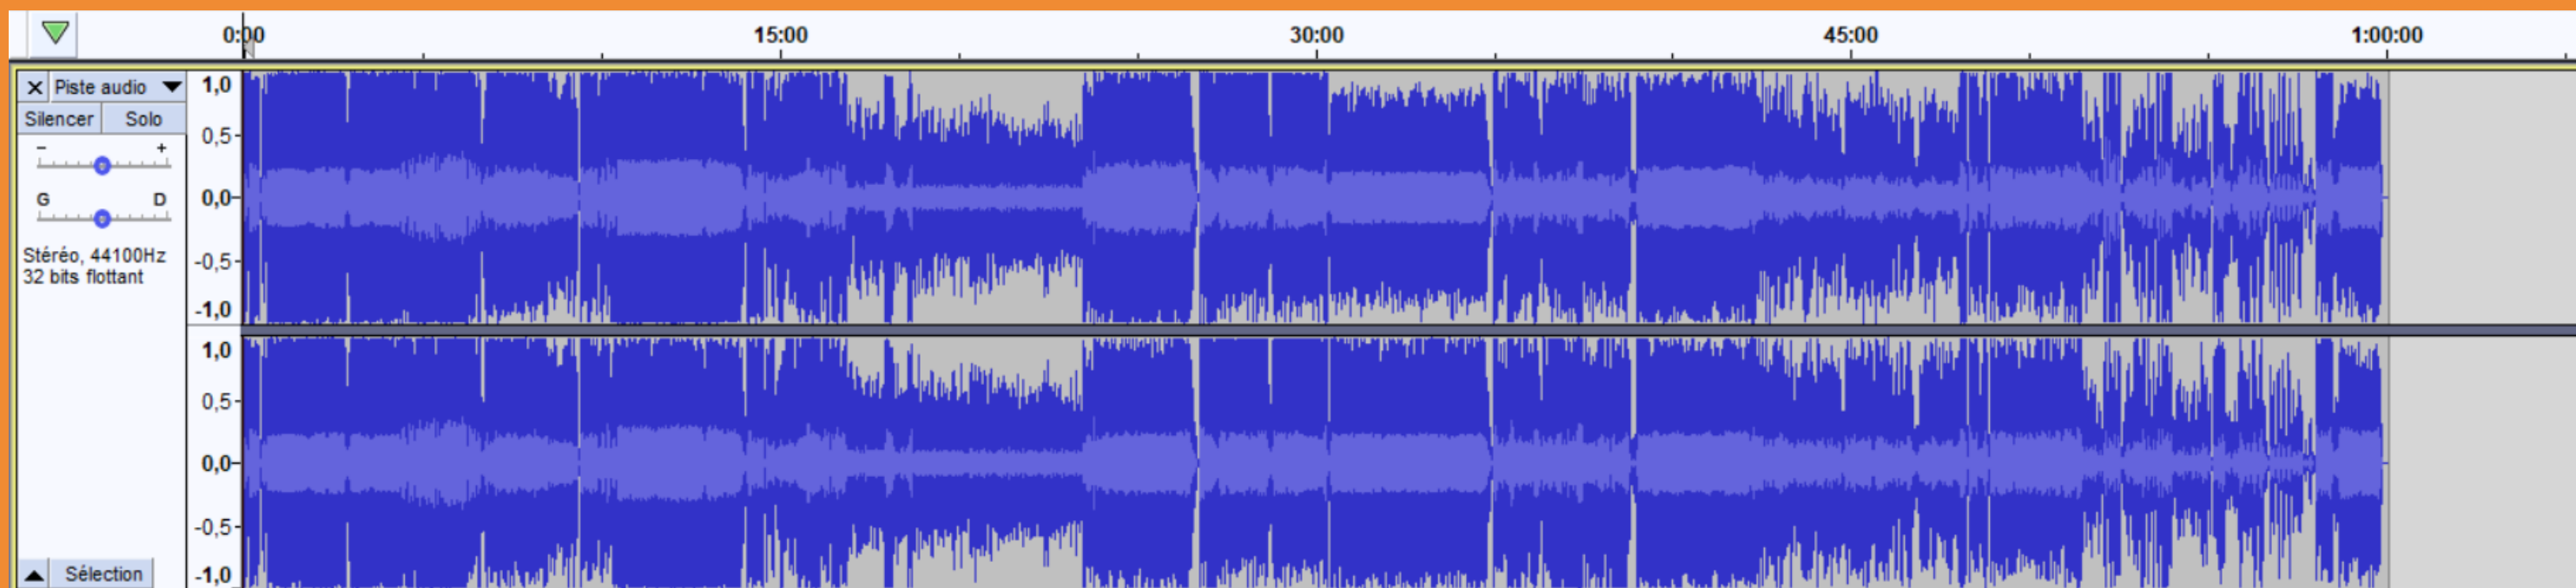 0:00 15:00 30:00 45:00 1:00:00
Piste audio
Silencer Solo
- +
G D
Stéréo, 44100Hz
32 bits flottant
Sélection
1,0
0,5
0,0
-0,5
-1,0
1,0
0,5
0,0
-0,5
-1,0